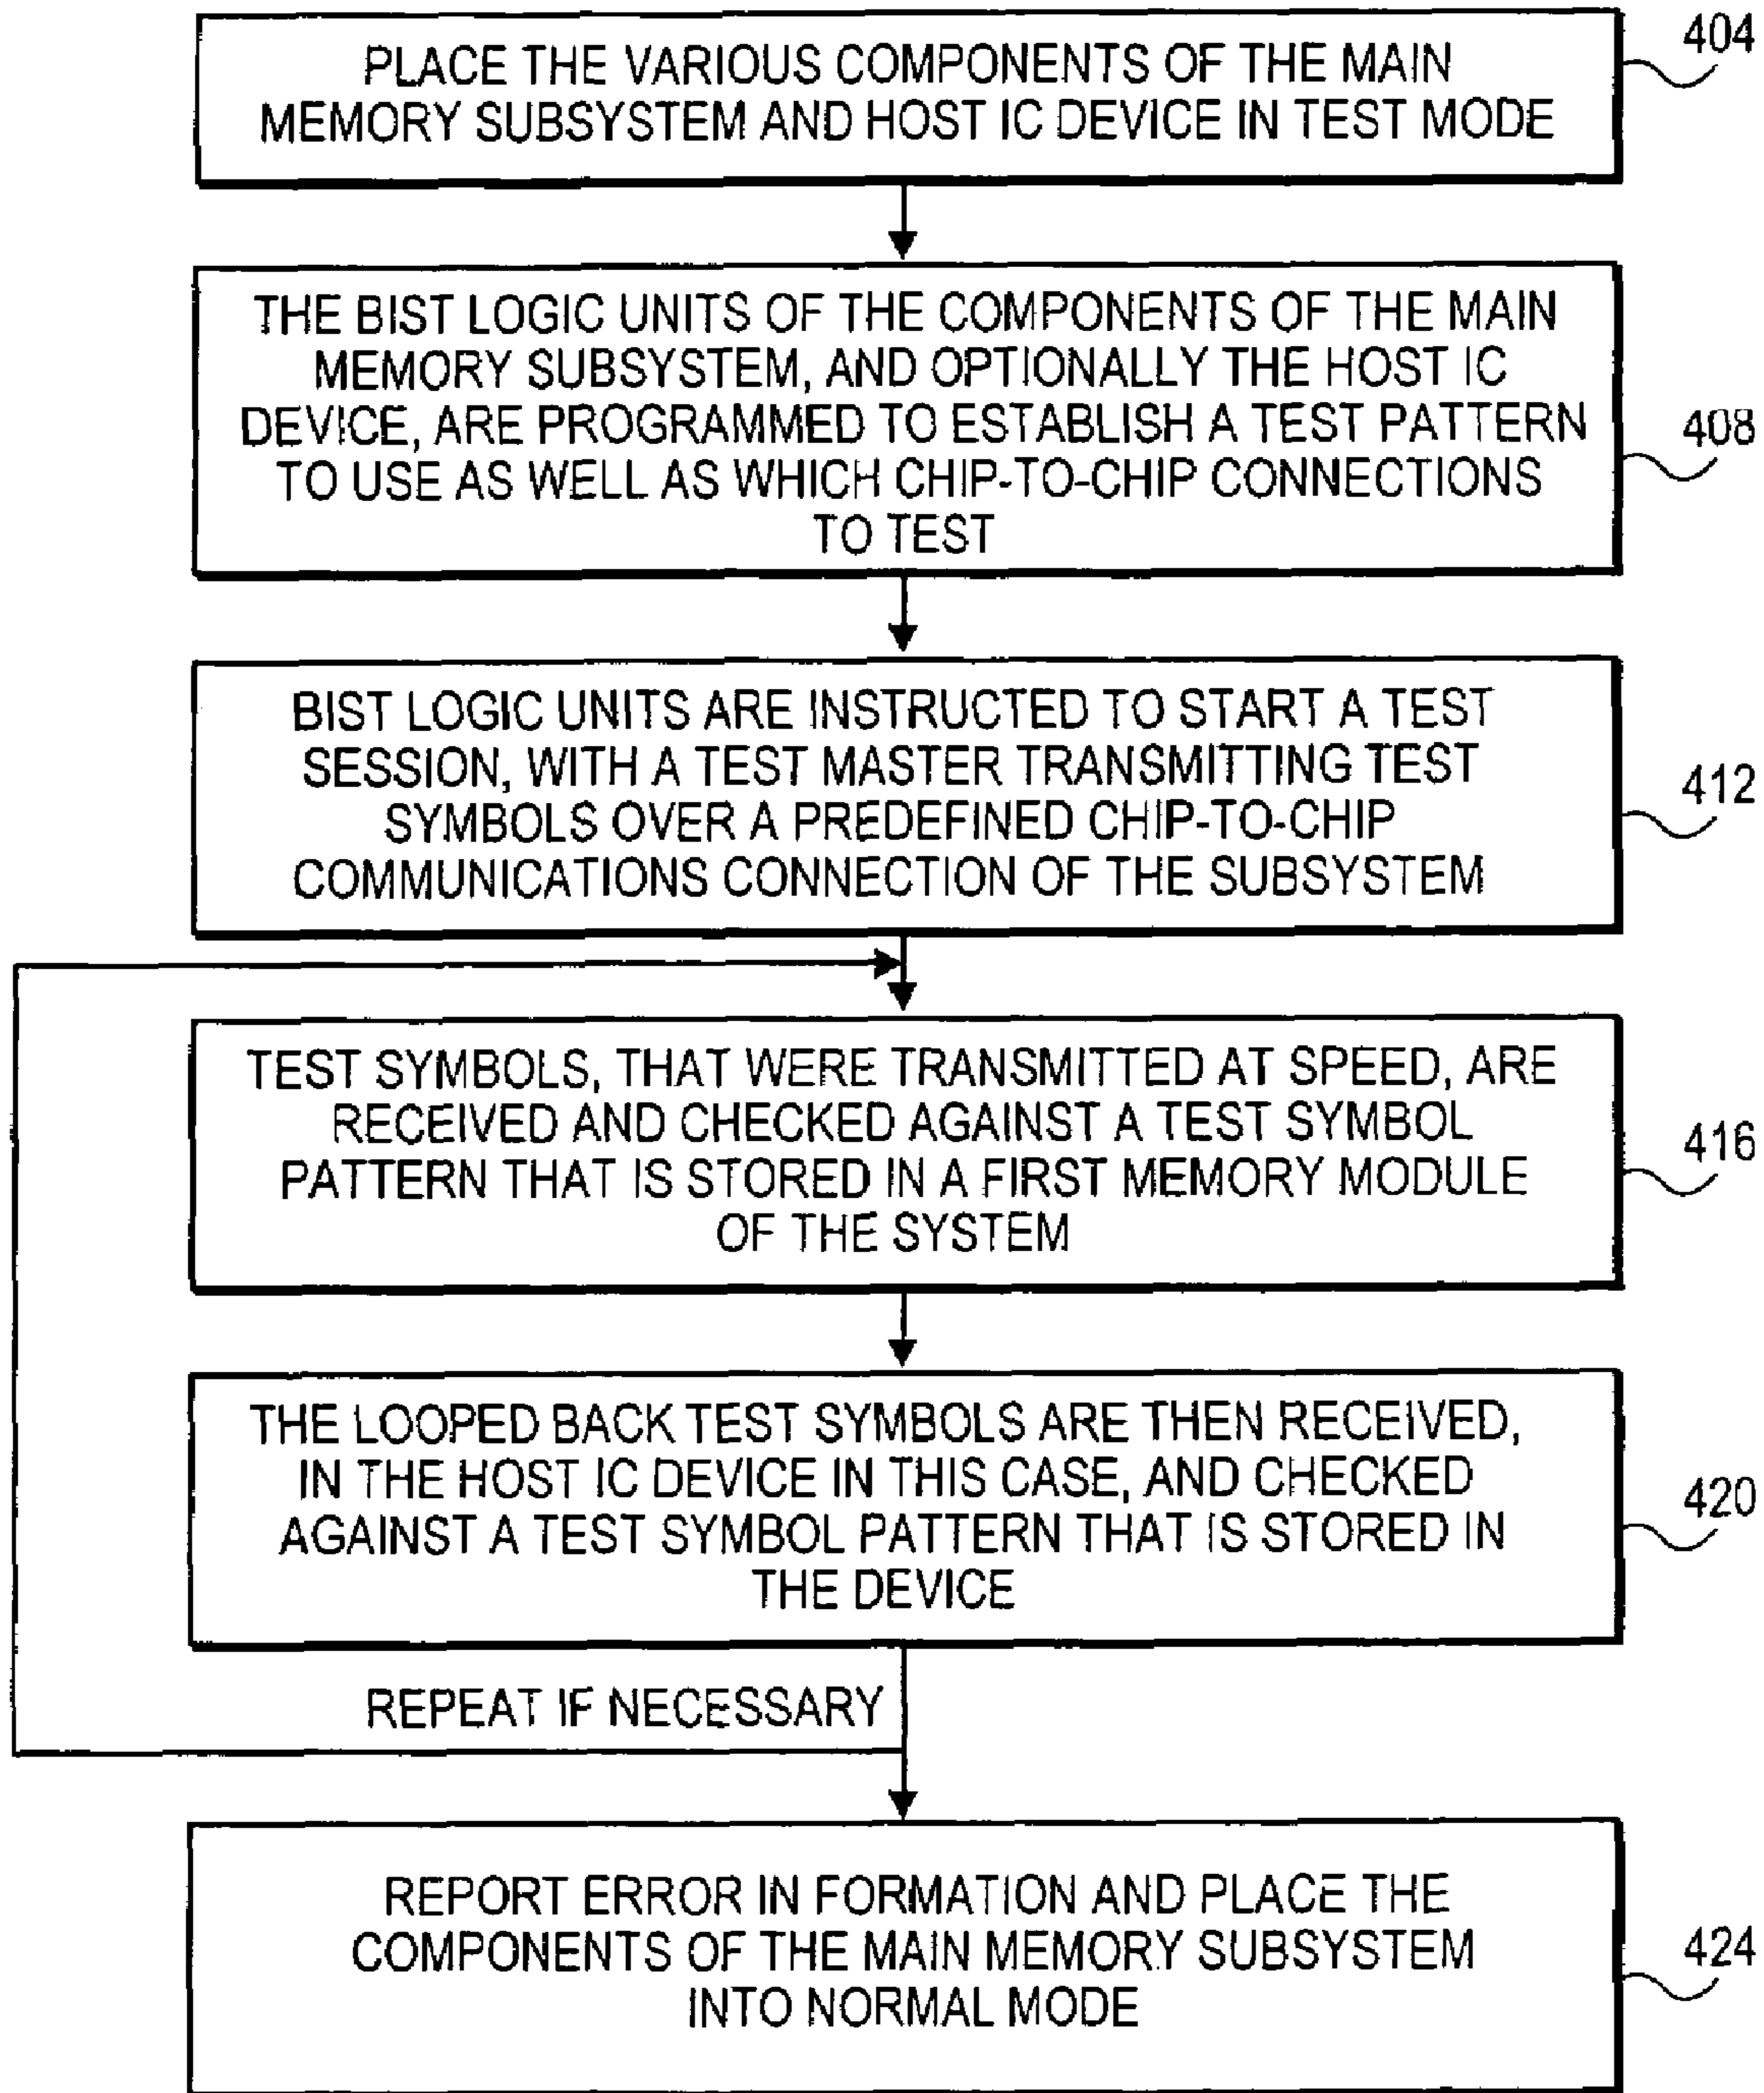 PLACE THE VARIOUS COMPONENTS OF THE MAIN
MEMORY SUBSYSTEM AND HOST IC DEVICE IN TEST MODE
404
THE BIST LOGIC UNITS OF THE COMPONENTS OF THE MAIN
MEMORY SUBSYSTEM, AND OPTIONALLY THE HOST IC
DEVICE, ARE PROGRAMMED TO ESTABLISH A TEST PATTERN
TO USE AS WELL AS WHICH CHIP-TO-CHIP CONNECTIONS
TO TEST
408
BIST LOGIC UNITS ARE INSTRUCTED TO START A TEST
SESSION, WITH A TEST MASTER TRANSMITTING TEST
SYMBOLS OVER A PREDEFINED CHIP-TO-CHIP
COMMUNICATIONS CONNECTION OF THE SUBSYSTEM
412
TEST SYMBOLS, THAT WERE TRANSMITTED AT SPEED, ARE
RECEIVED AND CHECKED AGAINST A TEST SYMBOL
PATTERN THAT IS STORED IN A FIRST MEMORY MODULE
OF THE SYSTEM
416
THE LOOPED BACK TEST SYMBOLS ARE THEN RECEIVED,
IN THE HOST IC DEVICE IN THIS CASE, AND CHECKED
AGAINST A TEST SYMBOL PATTERN THAT IS STORED IN
THE DEVICE
420
REPEAT IF NECESSARY
REPORT ERROR IN FORMATION AND PLACE THE
COMPONENTS OF THE MAIN MEMORY SUBSYSTEM
INTO NORMAL MODE
424